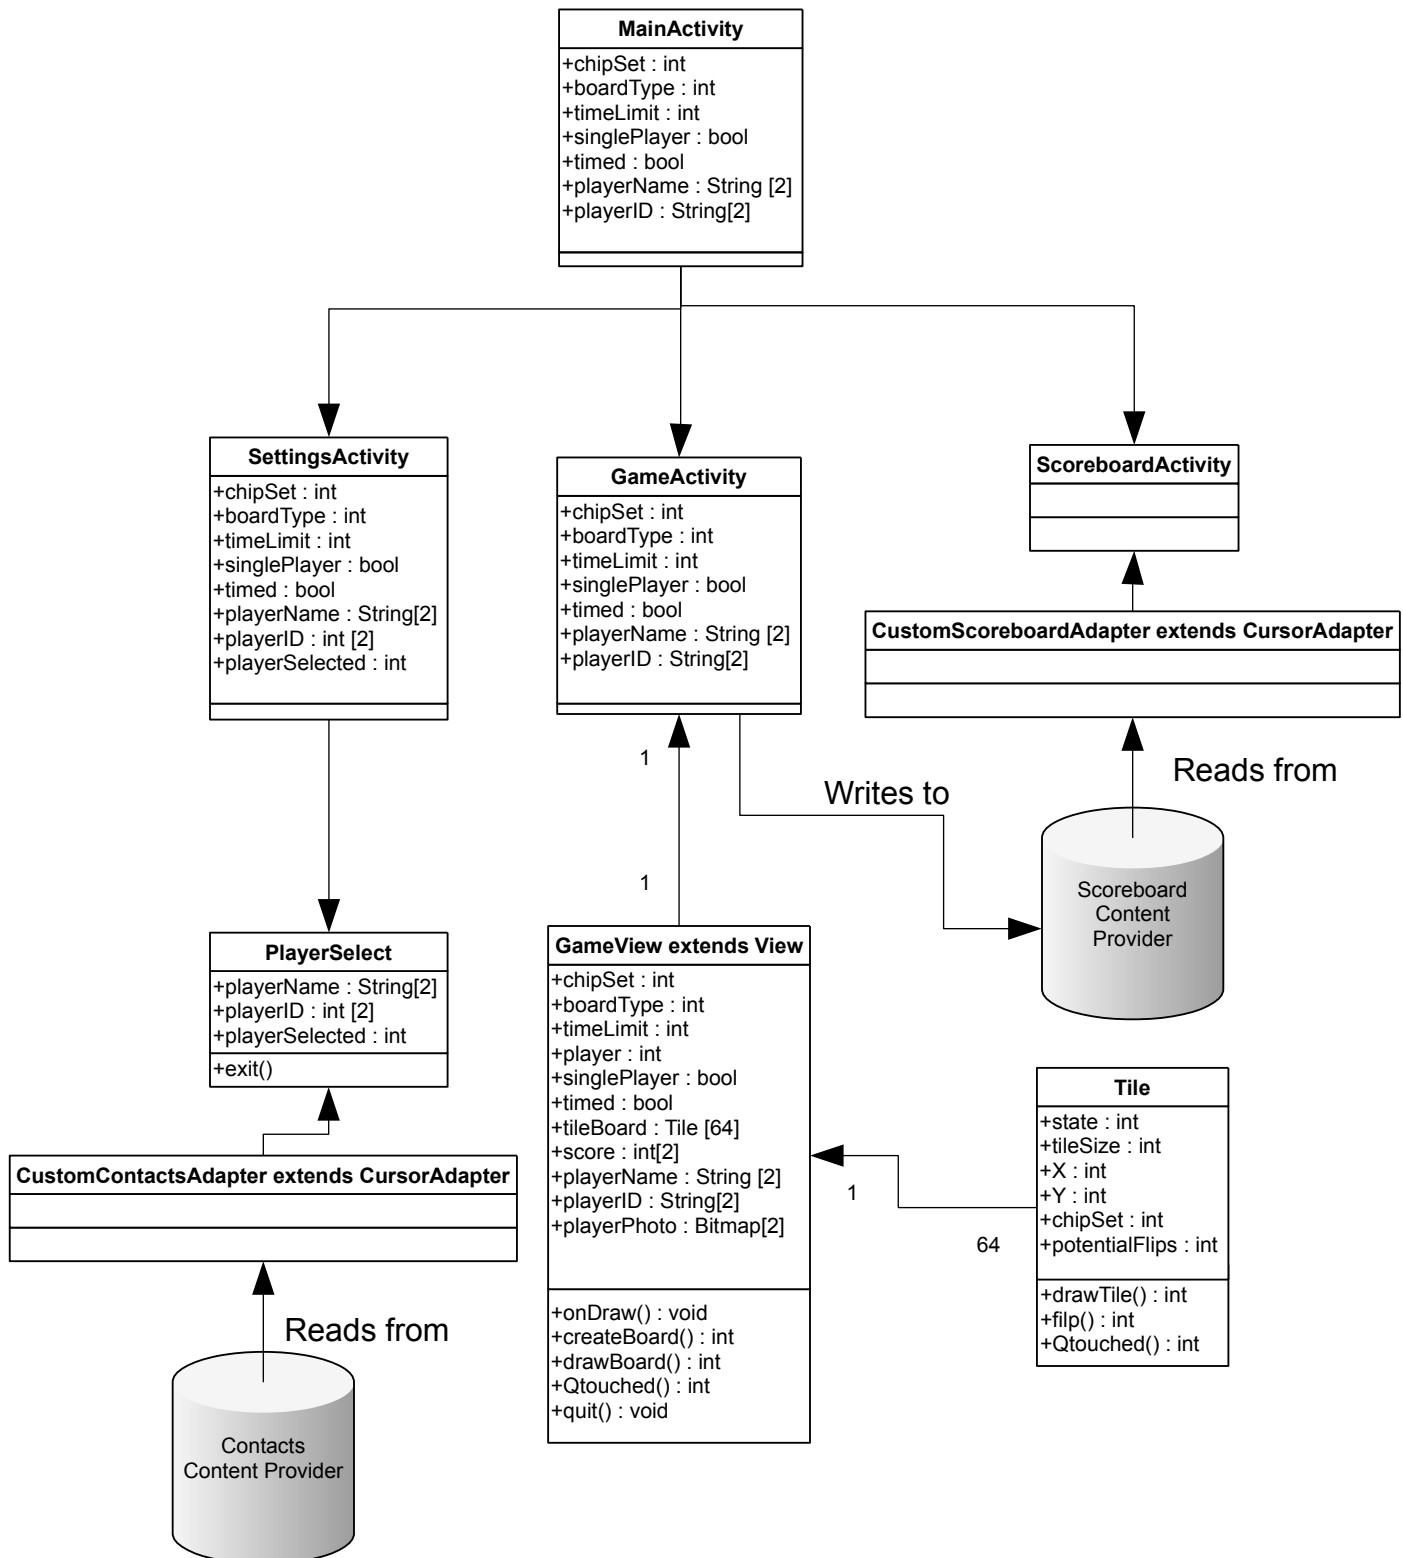 MainActivity
+chipSet : int
+boardType : int
+timeLimit : int
+singlePlayer : bool
+timed : bool
+playerName : String [2]
+playerID : String[2]
SettingsActivity
+chipSet : int
+boardType : int
+timeLimit : int
+singlePlayer : bool
+timed : bool
+playerName : String[2]
+playerID : int [2]
+playerSelected : int
GameActivity
+chipSet : int
+boardType : int
+timeLimit : int
+singlePlayer : bool
+timed : bool
+playerName : String [2]
+playerID : String[2]
ScoreboardActivity
CustomScoreboardAdapter extends CursorAdapter
1
Writes to
Reads from
1
Scoreboard
Content
Provider
PlayerSelect
+playerName : String[2]
+playerID : int [2]
+playerSelected : int
+exit()
GameView extends View
+chipSet : int
+boardType : int
+timeLimit : int
+player : int
+singlePlayer : bool
+timed : bool
+tileBoard : Tile [64]
+score : int[2]
+playerName : String [2]
+playerID : String[2]
+playerPhoto : Bitmap[2]
+onDraw() : void
+createBoard() : int
+drawBoard() : int
+Qtouched() : int
+quit() : void
1
64
Tile
+state : int
+tileSize : int
+X : int
+Y : int
+chipSet : int
+potentialFlips : int
+drawTile() : int
+filp() : int
+Qtouched() : int
CustomContactsAdapter extends CursorAdapter
Reads from
Contacts
Content Provider